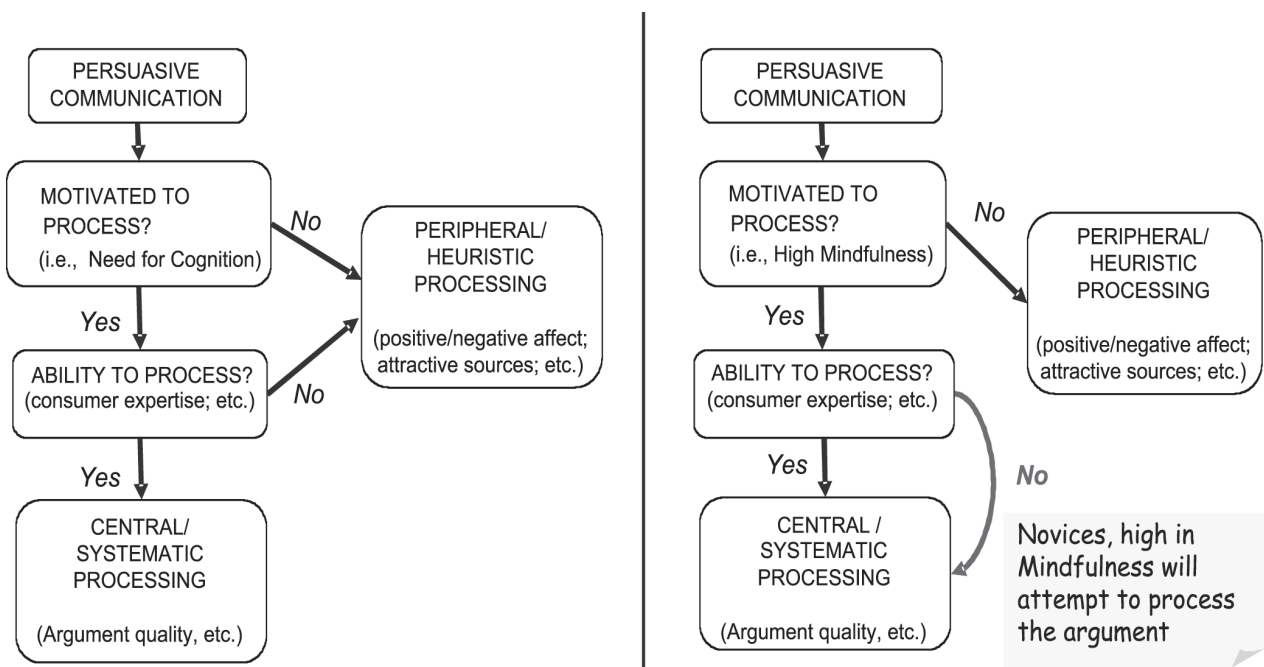 PERSUASIVE
COMMUNICATION
MOTIVATED TO
PROCESS?
(i.e., Need for Cognition)
No
PERIPHERAL/
HEURISTIC
PROCESSING
(positive/negative affect;
attractive sources; etc.)
Yes
ABILITY TO PROCESS?
(consumer expertise; etc.)
No
Yes
CENTRAL/
SYSTEMATIC
PROCESSING
(Argument quality, etc.)
PERSUASIVE
COMMUNICATION
MOTIVATED TO
PROCESS?
(i.e., High Mindfulness)
No
PERIPHERAL/
HEURISTIC
PROCESSING
(positive/negative affect;
attractive sources; etc.)
Yes
ABILITY TO PROCESS?
(consumer expertise; etc.)
Yes
No
CENTRAL /
SYSTEMATIC
PROCESSING
(Argument quality, etc.)
Novices, high in
Mindfulness will
attempt to process
the argument